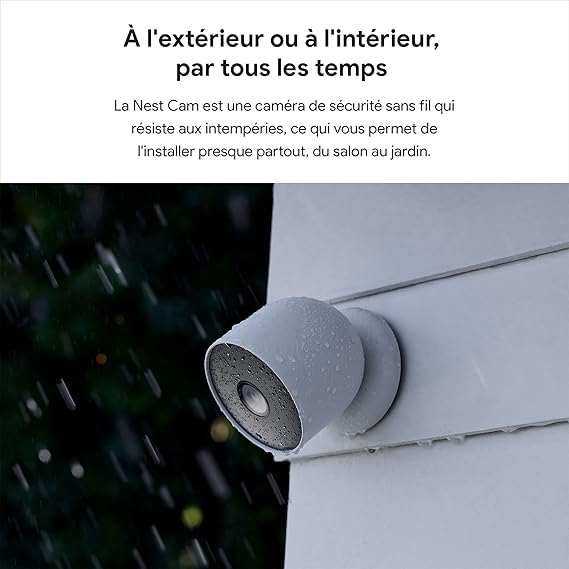 À l'extérieur ou à l'intérieur,
par tous les temps
La Nest Cam est une caméra de sécurité sans fil qui
résiste aux intempéries, ce qui vous permet de
l'installer presque partout, du salon au jardin.